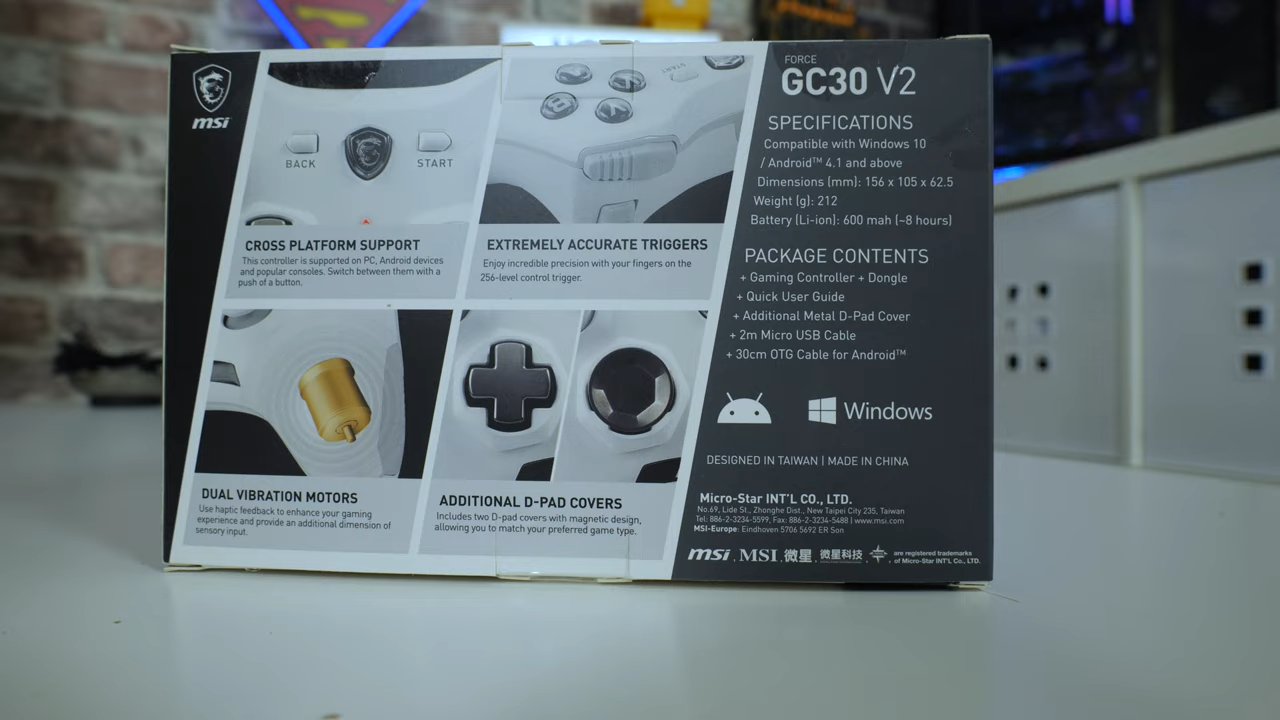 msi
BACK
START
CROSS PLATFORM SUPPORT
This controller is supported on PC, Android devices
and popular consoles. Switch between them with a
push of a button.
START
B
A
Y
EXTREMELY ACCURATE TRIGGERS
Enjoy incredible precision with your fingers on the
256-level control trigger.
DUAL VIBRATION MOTORS
Use haptic feedback to enhance your gaming
experience and provide an additional dimension of
sensory input.
ADDITIONAL D-PAD COVERS
Includes two D-pad covers with magnetic design,
allowing you to match your preferred game type.
FORCE
GC30 V2
SPECIFICATIONS
Compatible with Windows 10
/ Android™ 4.1 and above
Dimensions (mm): 156 x 105 x 62.5
Weight (g): 212
Battery (Li-ion): 600 mah (~8 hours)
PACKAGE CONTENTS
+ Gaming Controller + Dongle
+ Quick User Guide
+ Additional Metal D-Pad Cover
+ 2m Micro USB Cable
+ 30cm OTG Cable for Android™
Windows
DESIGNED IN TAIWAN | MADE IN CHINA
Micro-Star INT'L CO., LTD.
No.69, Lide St., Zhonghe Dist., New Taipei City 235, Taiwan
Tel: 886-2-3234-5599, Fax: 886-2-3234-5488 | www.msi.com
MSI-Europe: Eindhoven 5706 5692 ER Son
msi, MSI, 微星, 微星科技, are registered trademarks
of Micro-Star INT'L Co., LTD.